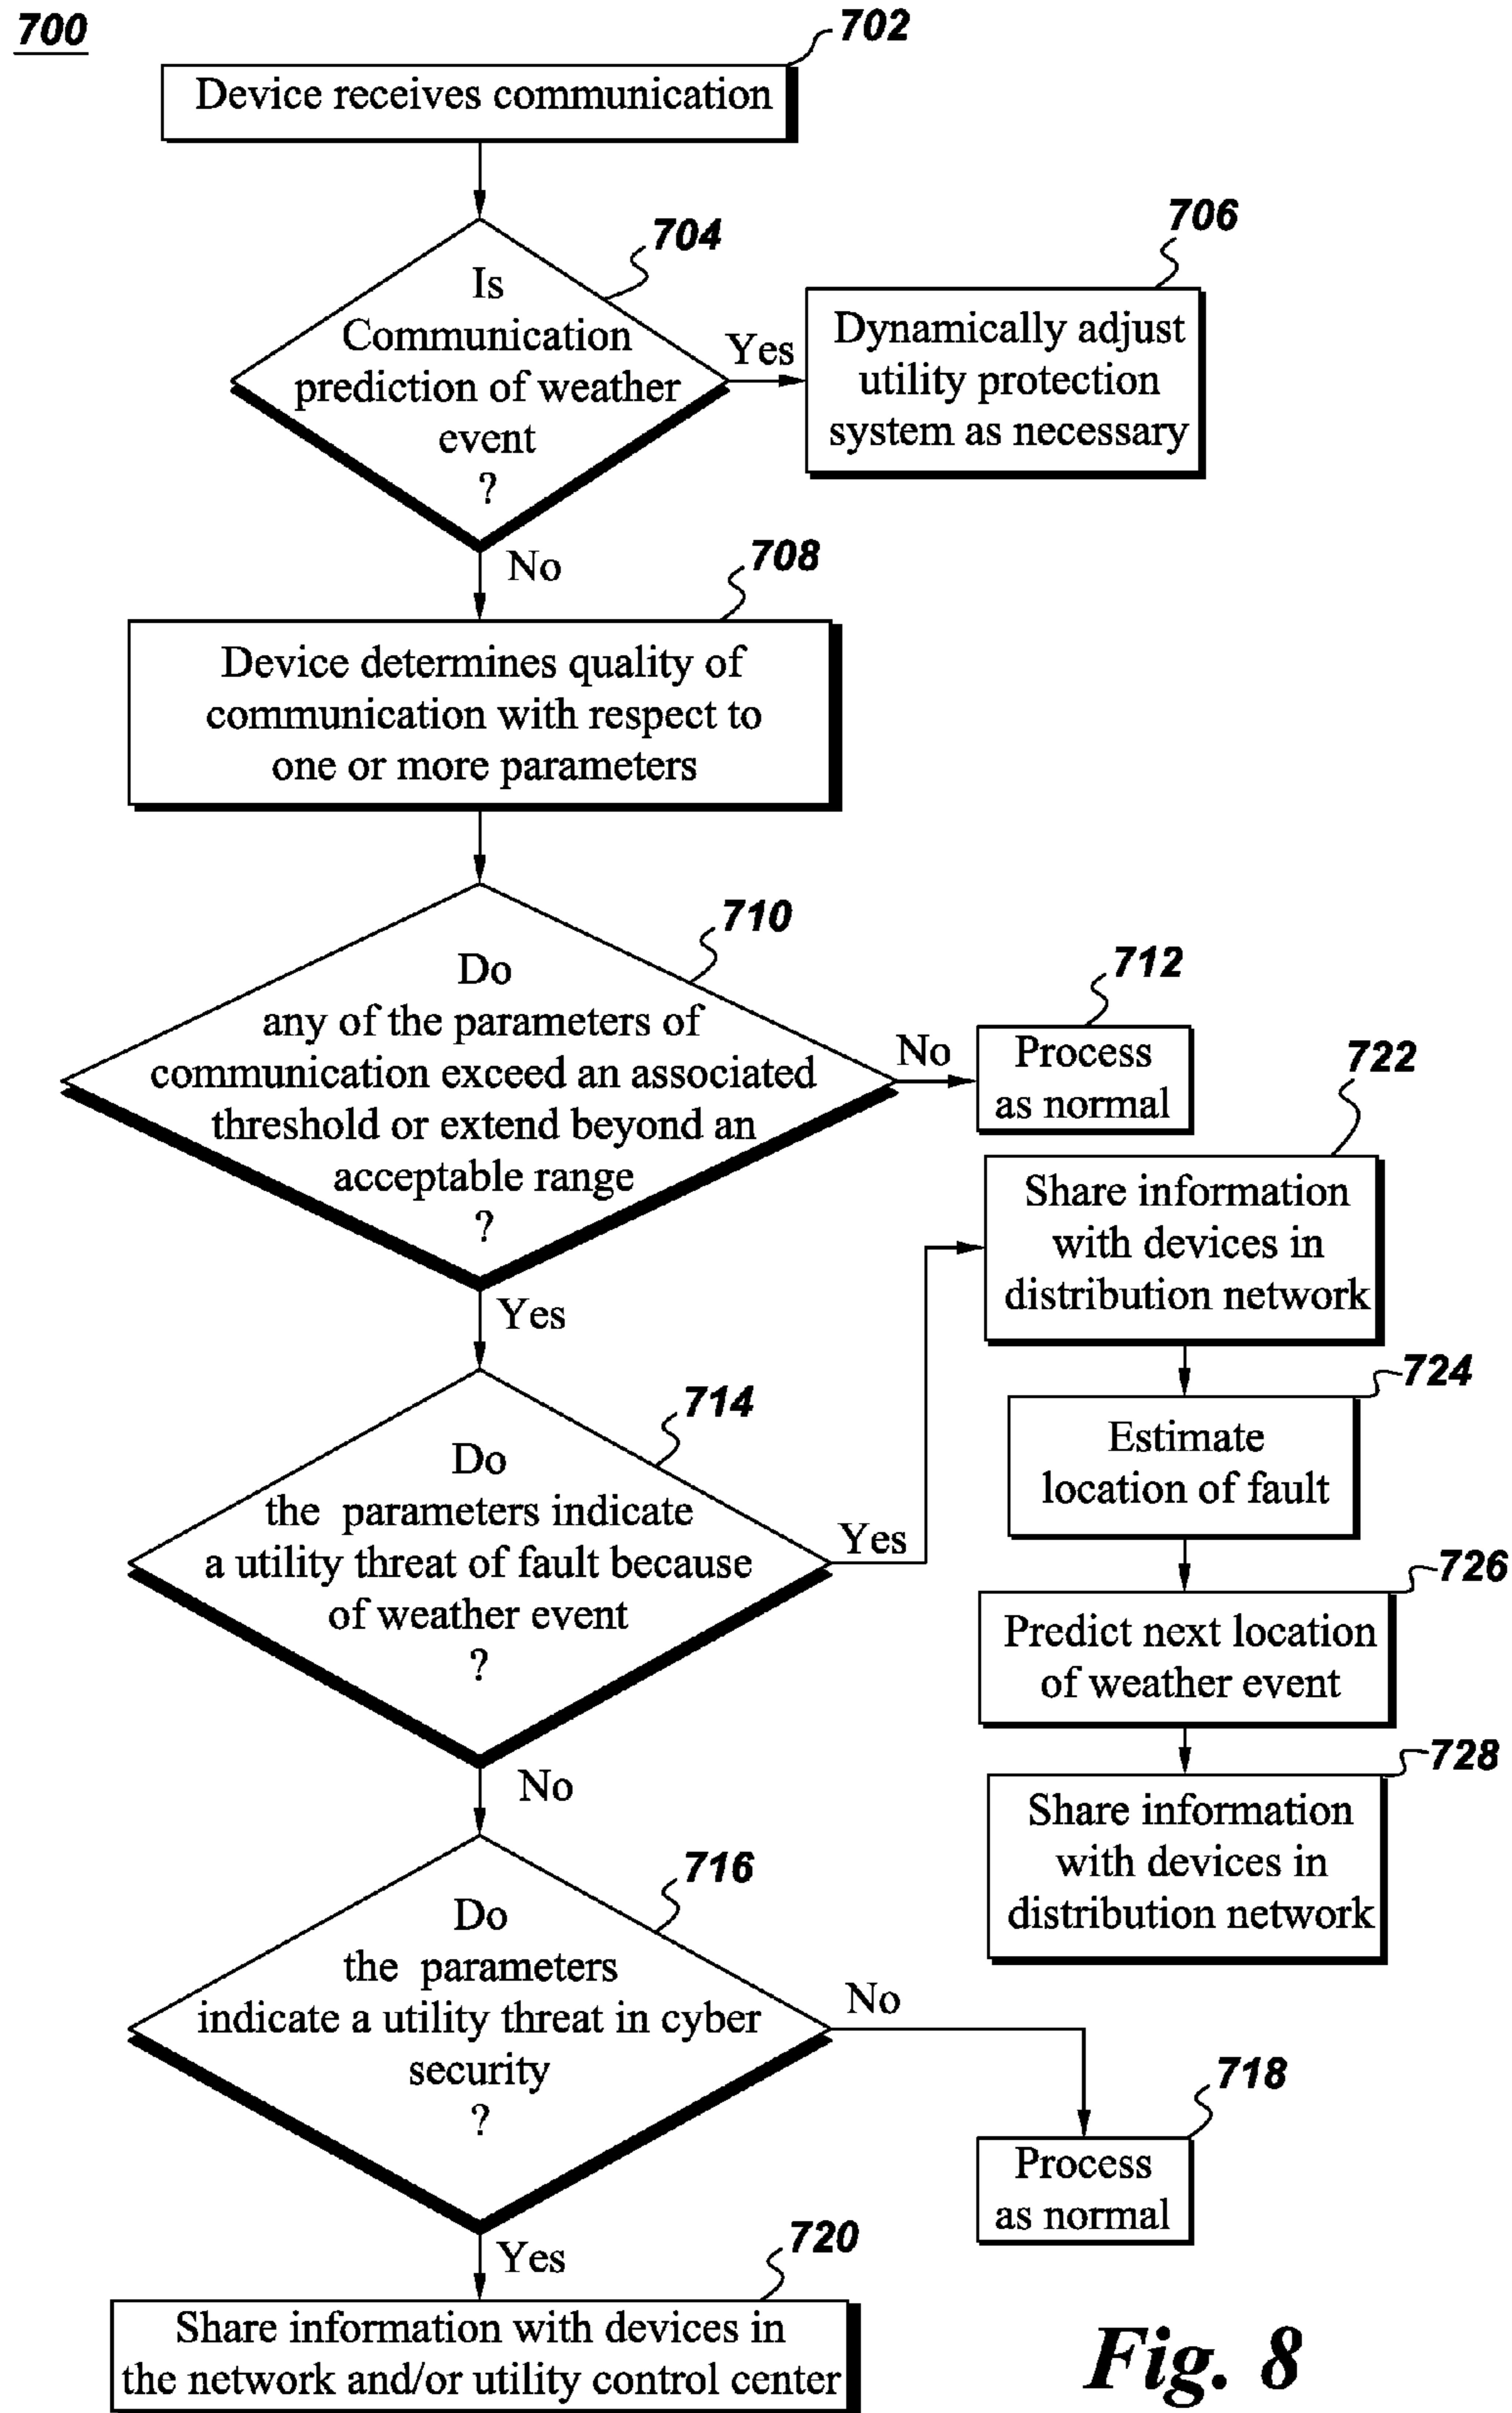 700
702
Device receives communication
704
Is
Communication
prediction of weather
event
?
Yes
706
Dynamically adjust
utility protection
system as necessary
No
708
Device determines quality of
communication with respect to
one or more parameters
710
Do
any of the parameters of
communication exceed an associated
threshold or extend beyond an
acceptable range
?
No
712
Process
as normal
Yes
714
Do
the parameters indicate
a utility threat of fault because
of weather event
?
Yes
722
Share information
with devices in
distribution network
724
Estimate
location of fault
726
Predict next location
of weather event
728
Share information
with devices in
distribution network
No
716
Do
the parameters
indicate a utility threat in cyber
security
?
No
718
Process
as normal
Yes
720
Share information with devices in
the network and/or utility control center
Fig. 8